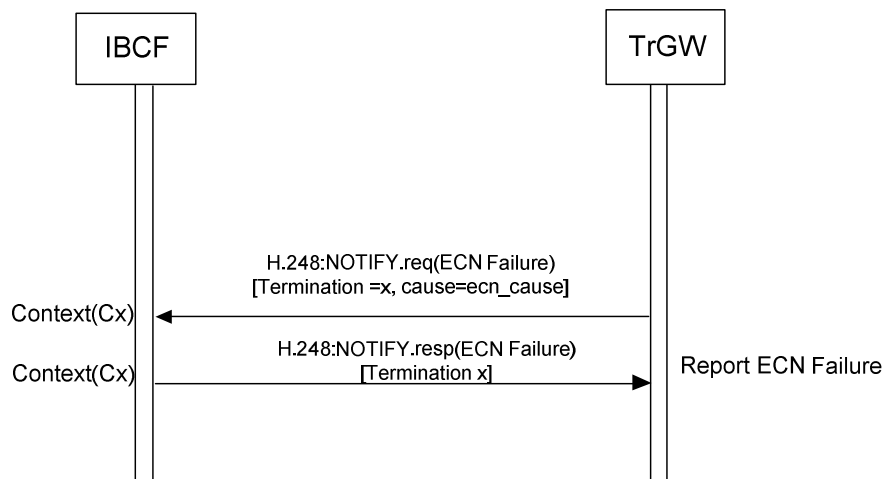 IBCF
TrGW
H.248:NOTIFY.req(ECN Failure)
[Termination =x, cause=ecn_cause]
Context(Cx)
H.248:NOTIFY.resp(ECN Failure)
[Termination x]
Context(Cx)
Report ECN Failure